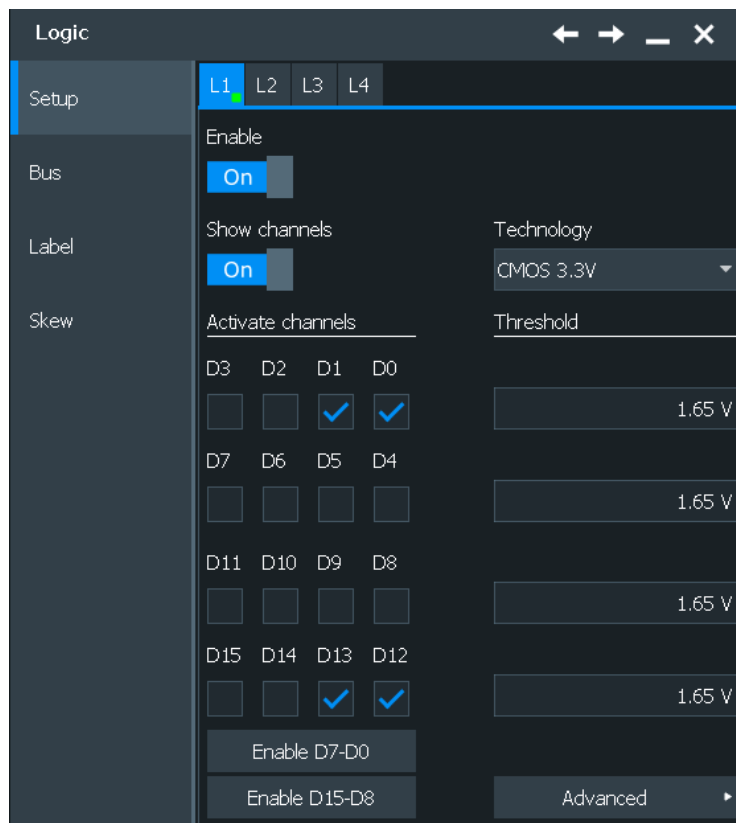 Logic
Setup
Bus
Label
Skew
L1 L2 L3 L4
Enable
On
Show channels
On
Technology
CMOS 3.3V
Activate channels
Threshold
D3 D2 D1 D0
1.65 V
D7 D6 D5 D4
1.65 V
D11 D10 D9 D8
1.65 V
D15 D14 D13 D12
1.65 V
Enable D7-D0
Enable D15-D8
Advanced